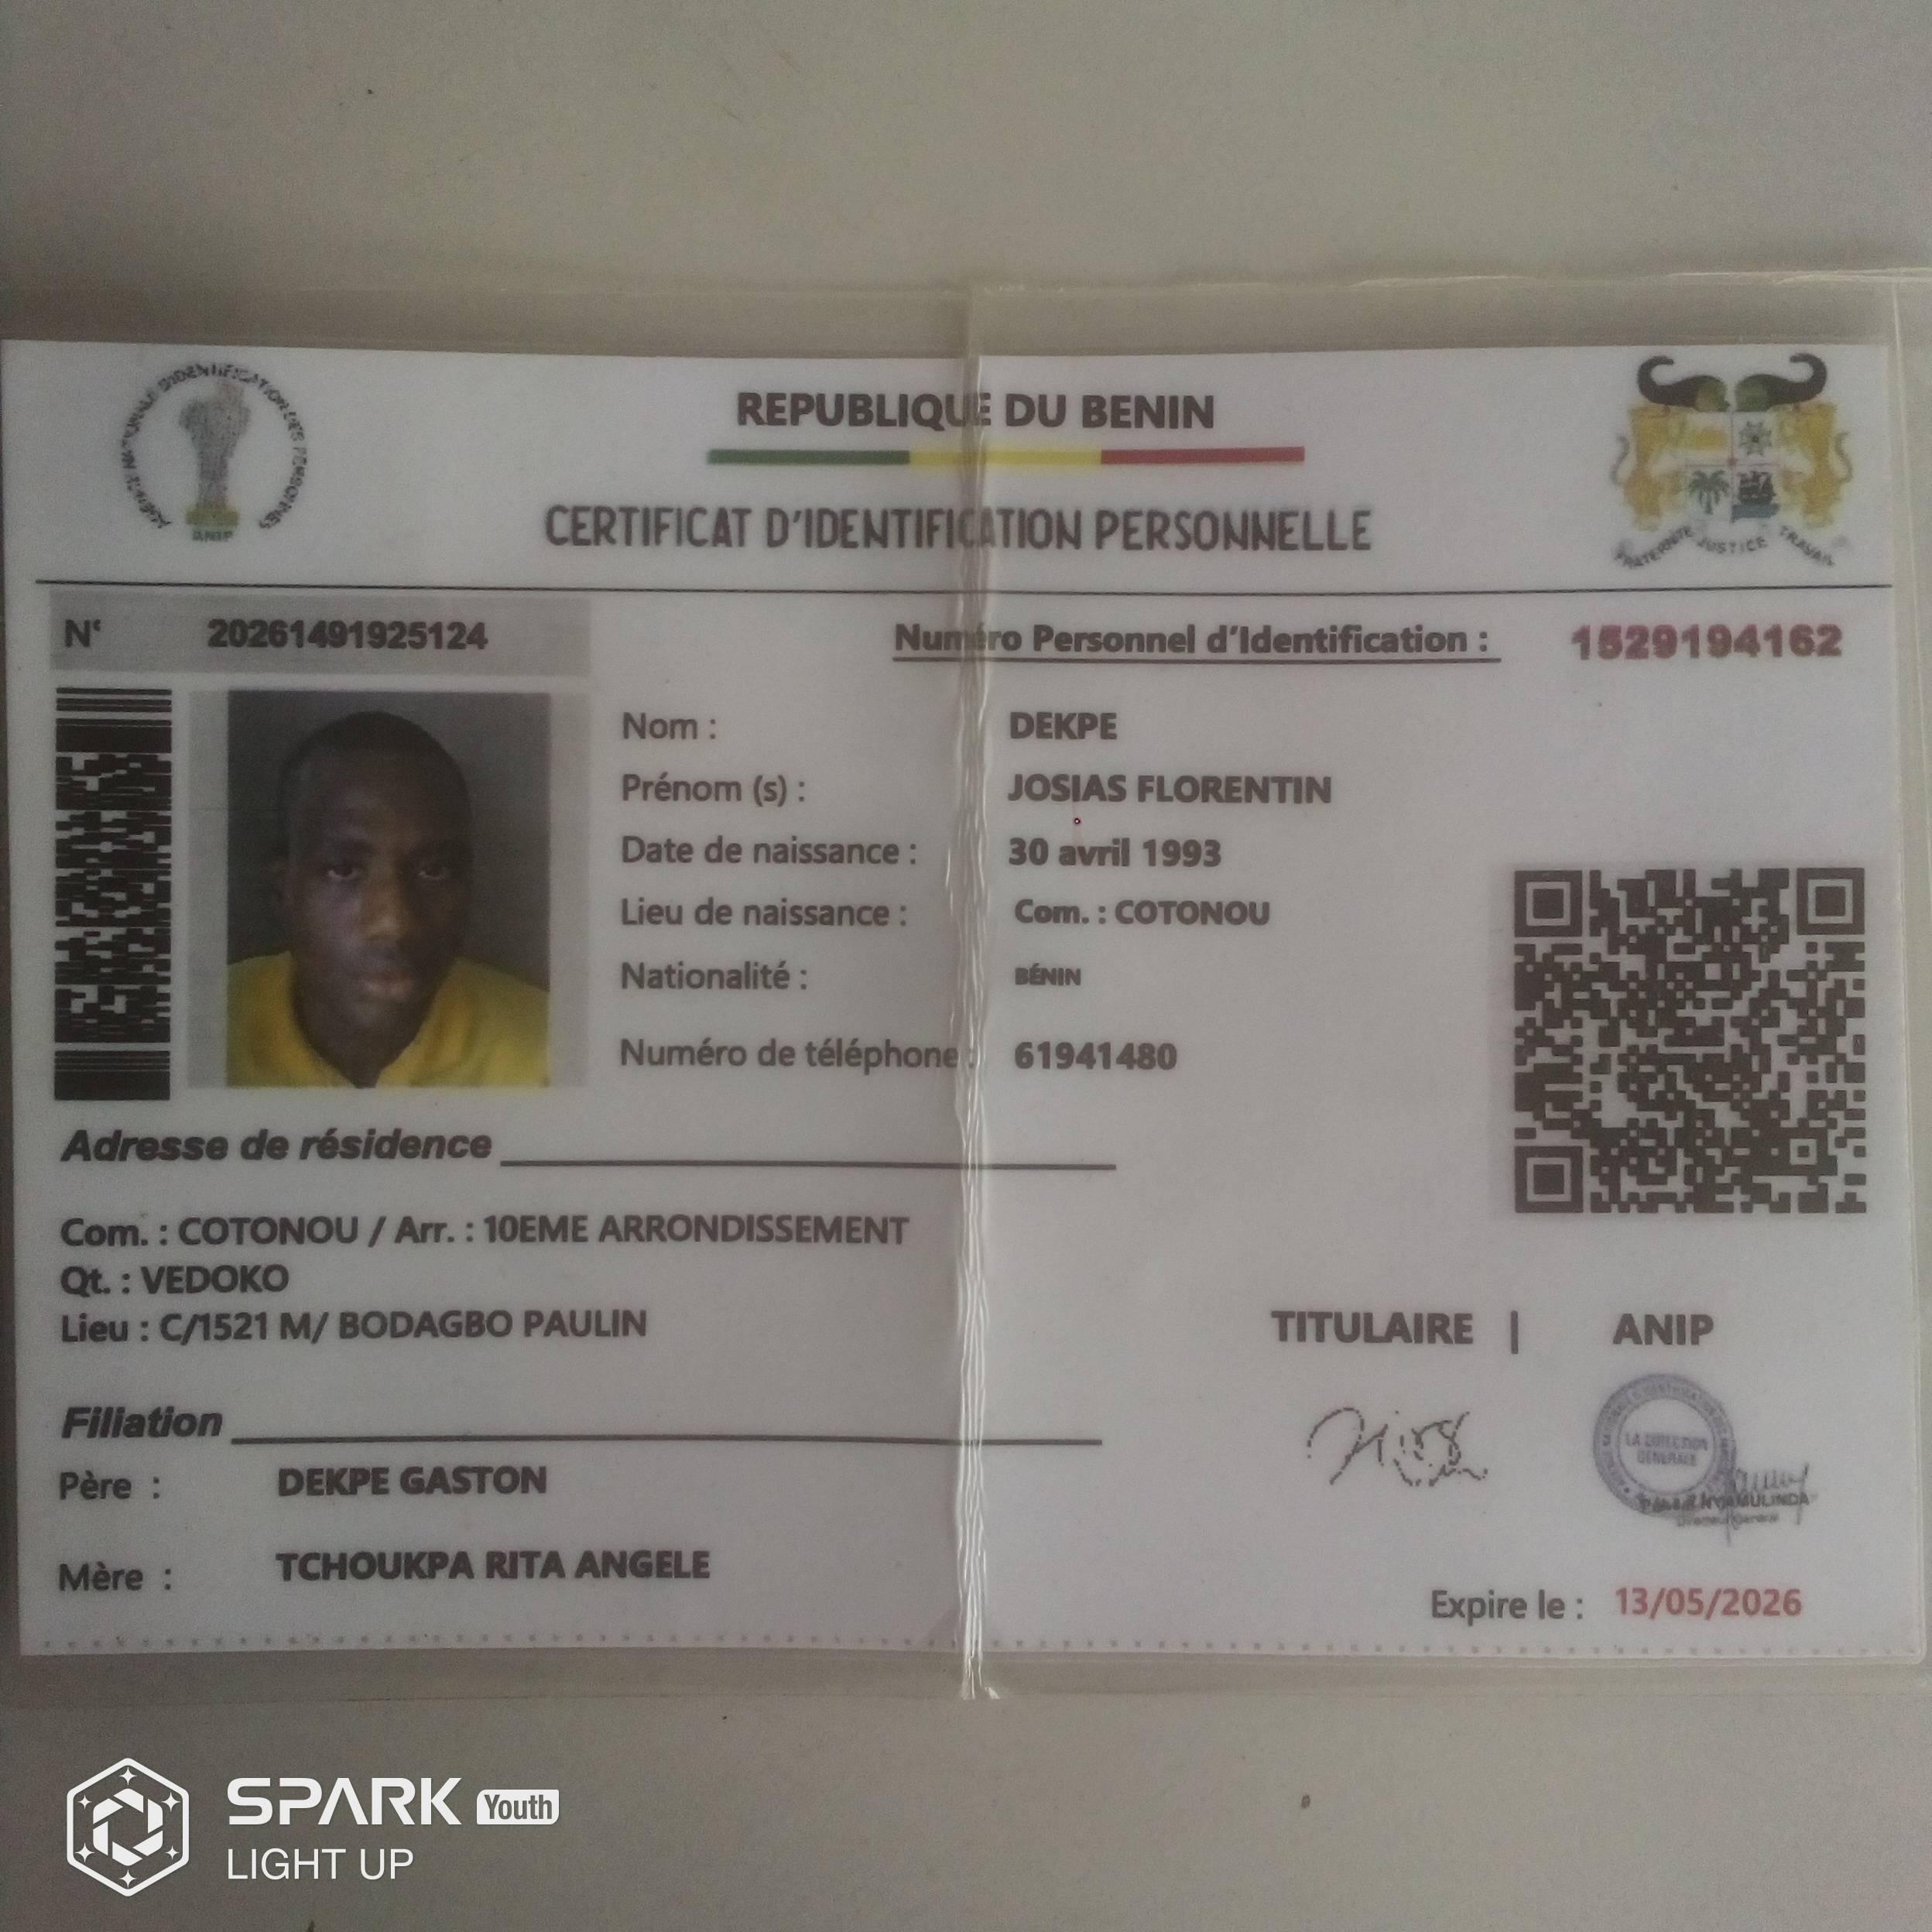 AGENCE NATIONALE D'IDENTIFICATION DES PERSONNES
ANIP
REPUBLIQUE DU BENIN
CERTIFICAT D'IDENTIFICATION PERSONNELLE
FRATERNITE JUSTICE TRAVAIL
N° 20261491925124
Numéro Personnel d'Identification : 1529194162
Nom : DEKPE
Prénom (s) : JOSIAS FLORENTIN
Date de naissance : 30 avril 1993
Lieu de naissance : Com. : COTONOU
Nationalité : BÉNIN
Numéro de téléphone : 61941480
Adresse de résidence
Com. : COTONOU / Arr. : 10EME ARRONDISSEMENT
Qt. : VEDOKO
Lieu : C/1521 M/ BODAGBO PAULIN
TITULAIRE | ANIP
LA DIRECTION
GENERALE
NYAMULINDA
Directeur Général
Filiation
Père : DEKPE GASTON
Mère : TCHOUKPA RITA ANGELE
Expire le : 13/05/2026
SPARK Youth
LIGHT UP